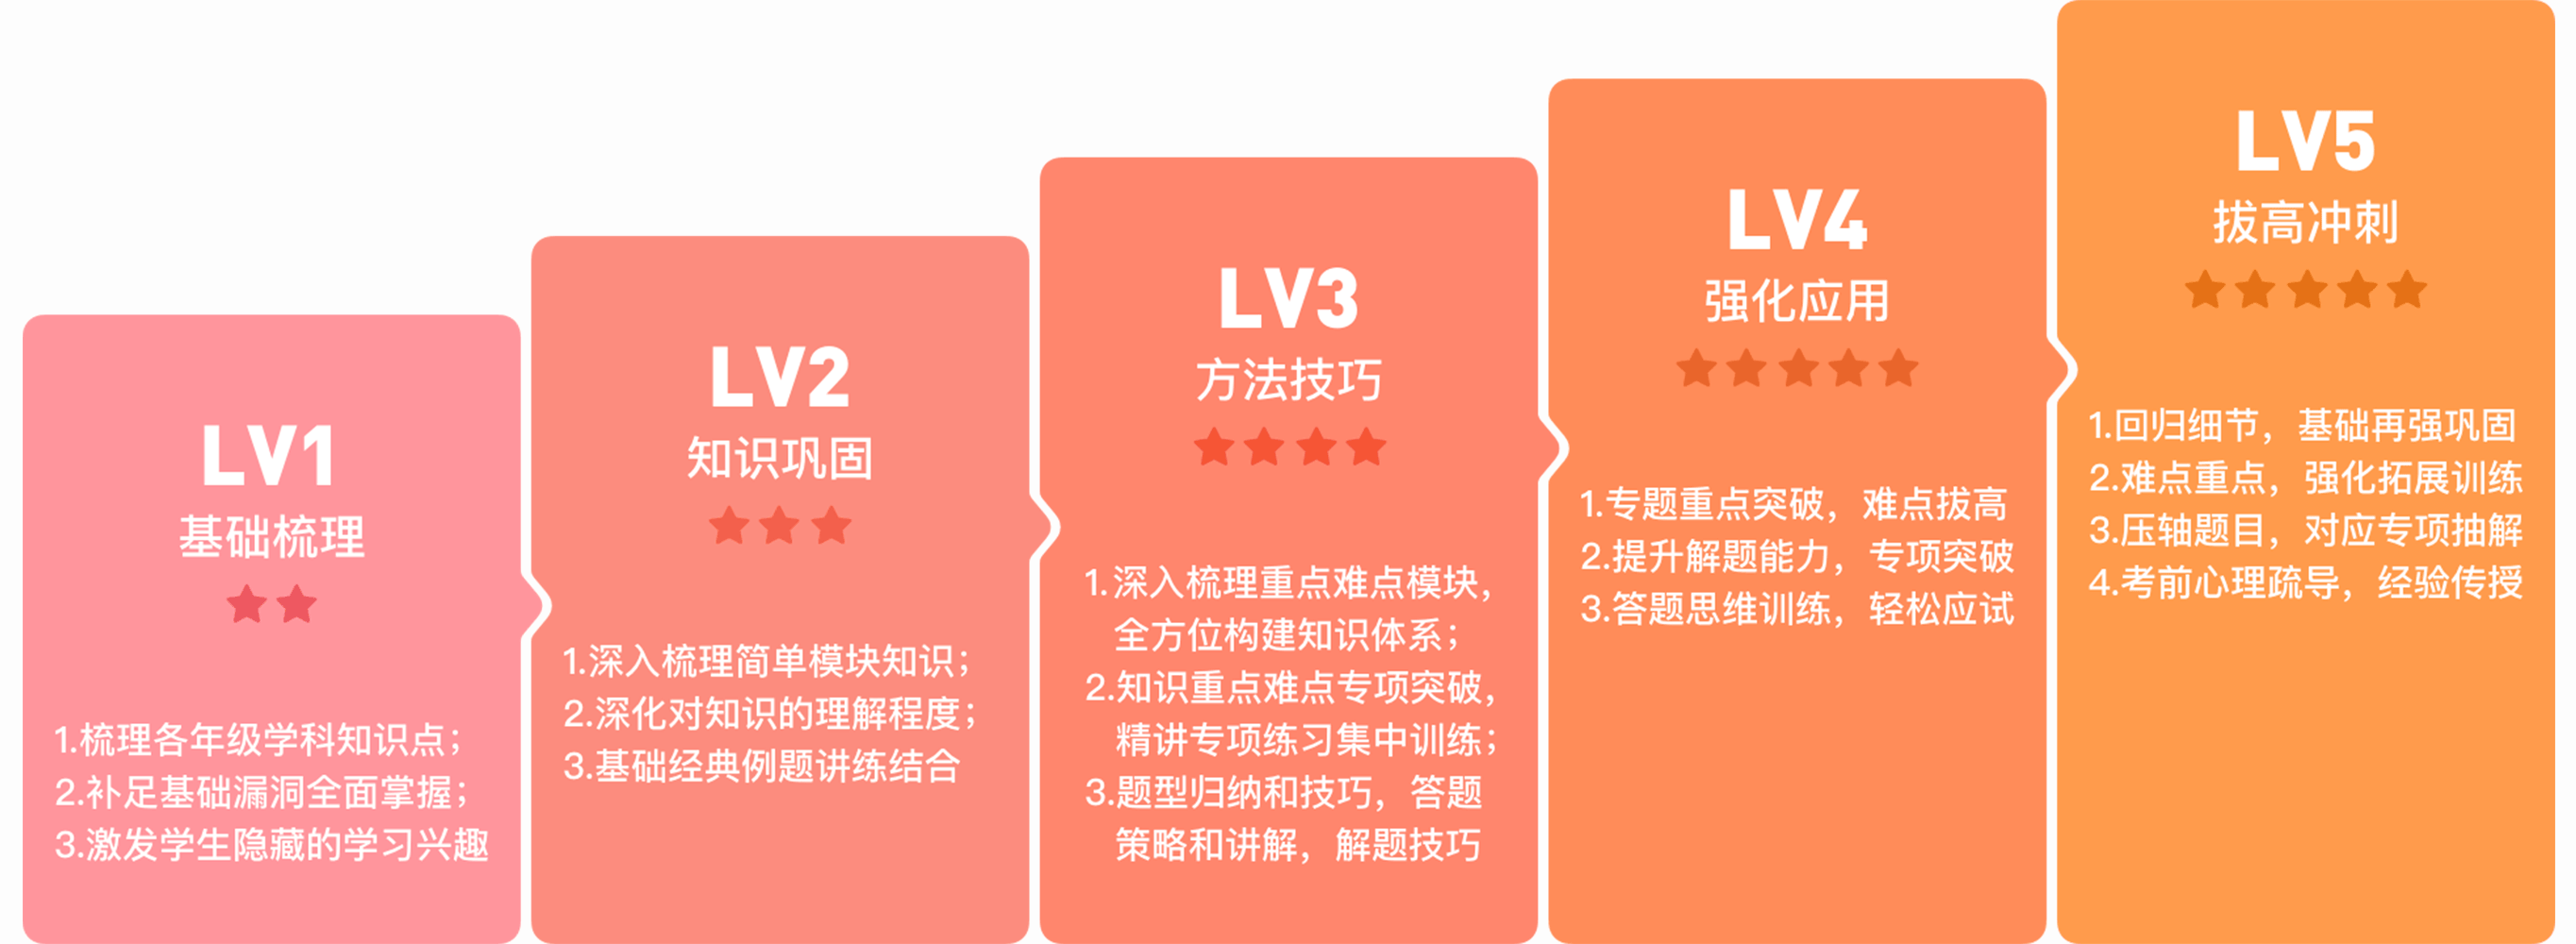 LV1
基础梳理
1.梳理各年级学科知识点；
2.补足基础漏洞全面掌握；
3.激发学生隐藏的学习兴趣
LV2
知识巩固
1.深入梳理简单模块知识；
2.深化对知识的理解程度；
3.基础经典例题讲练结合
LV3
方法技巧
1.深入梳理重点难点模块，
全方位构建知识体系；
2.知识重点难点专项突破，
精讲专项练习集中训练；
3.题型归纳和技巧，答题
策略和讲解，解题技巧
LV4
强化应用
1.专题重点突破，难点拔高
2.提升解题能力，专项突破
3.答题思维训练，轻松应试
LV5
拔高冲刺
1.回归细节，基础再强巩固
2.难点重点，强化拓展训练
3.压轴题目，对应专项抽解
4.考前心理疏导，经验传授